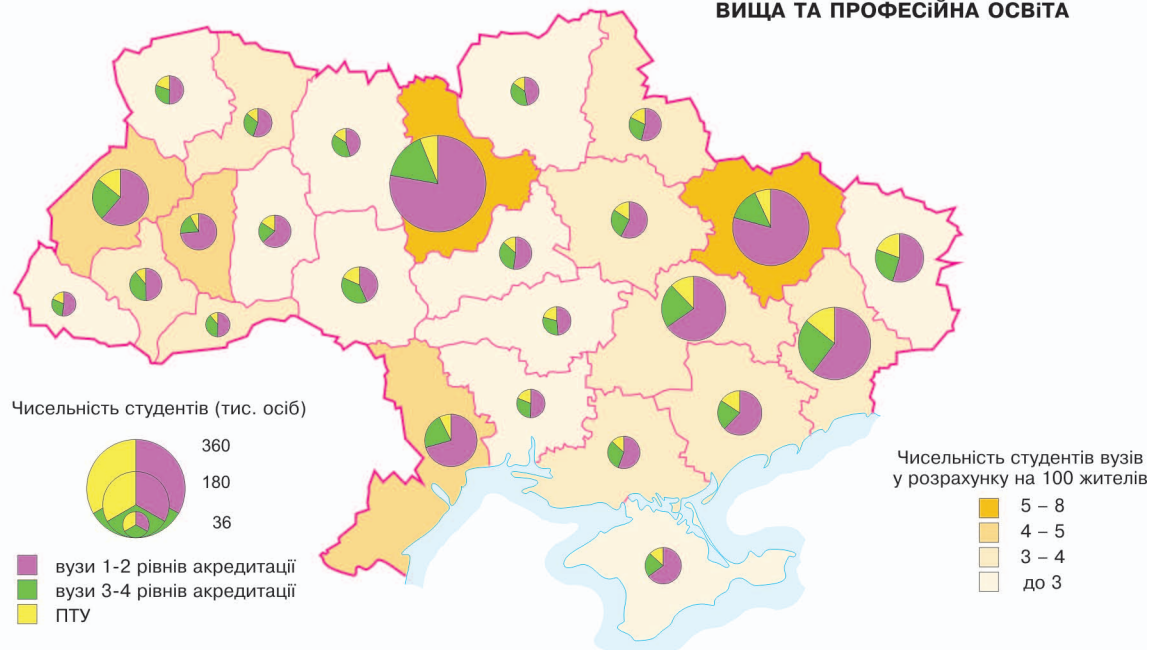 ВИЩА ТА ПРОФЕСіЙНА ОСВіТА
Чисельність студентів (тис. осіб)
360
180
36
вузи 1-2 рівнів акредитації
вузи 3-4 рівнів акредитації
ПТУ
Чисельність студентів вузів
у розрахунку на 100 жителів
5 – 8
4 – 5
3 – 4
до 3